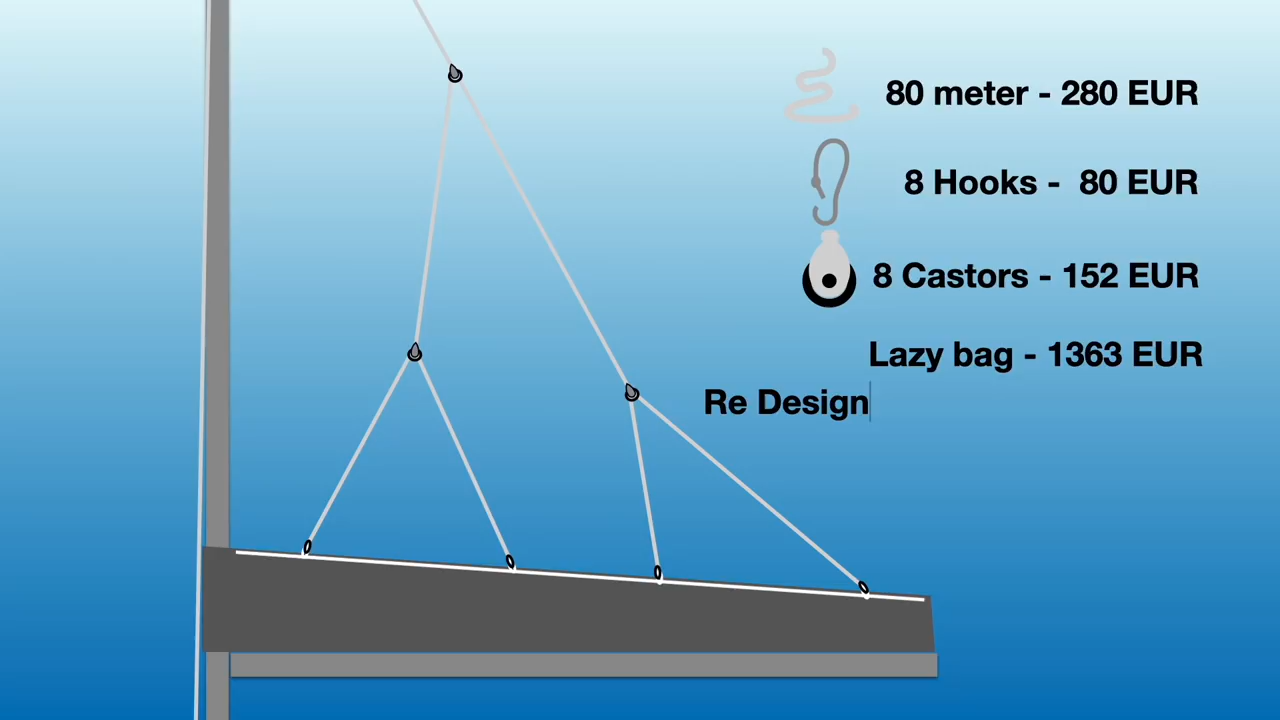 80 meter - 280 EUR
8 Hooks - 80 EUR
8 Castors - 152 EUR
Lazy bag - 1363 EUR
Re Design